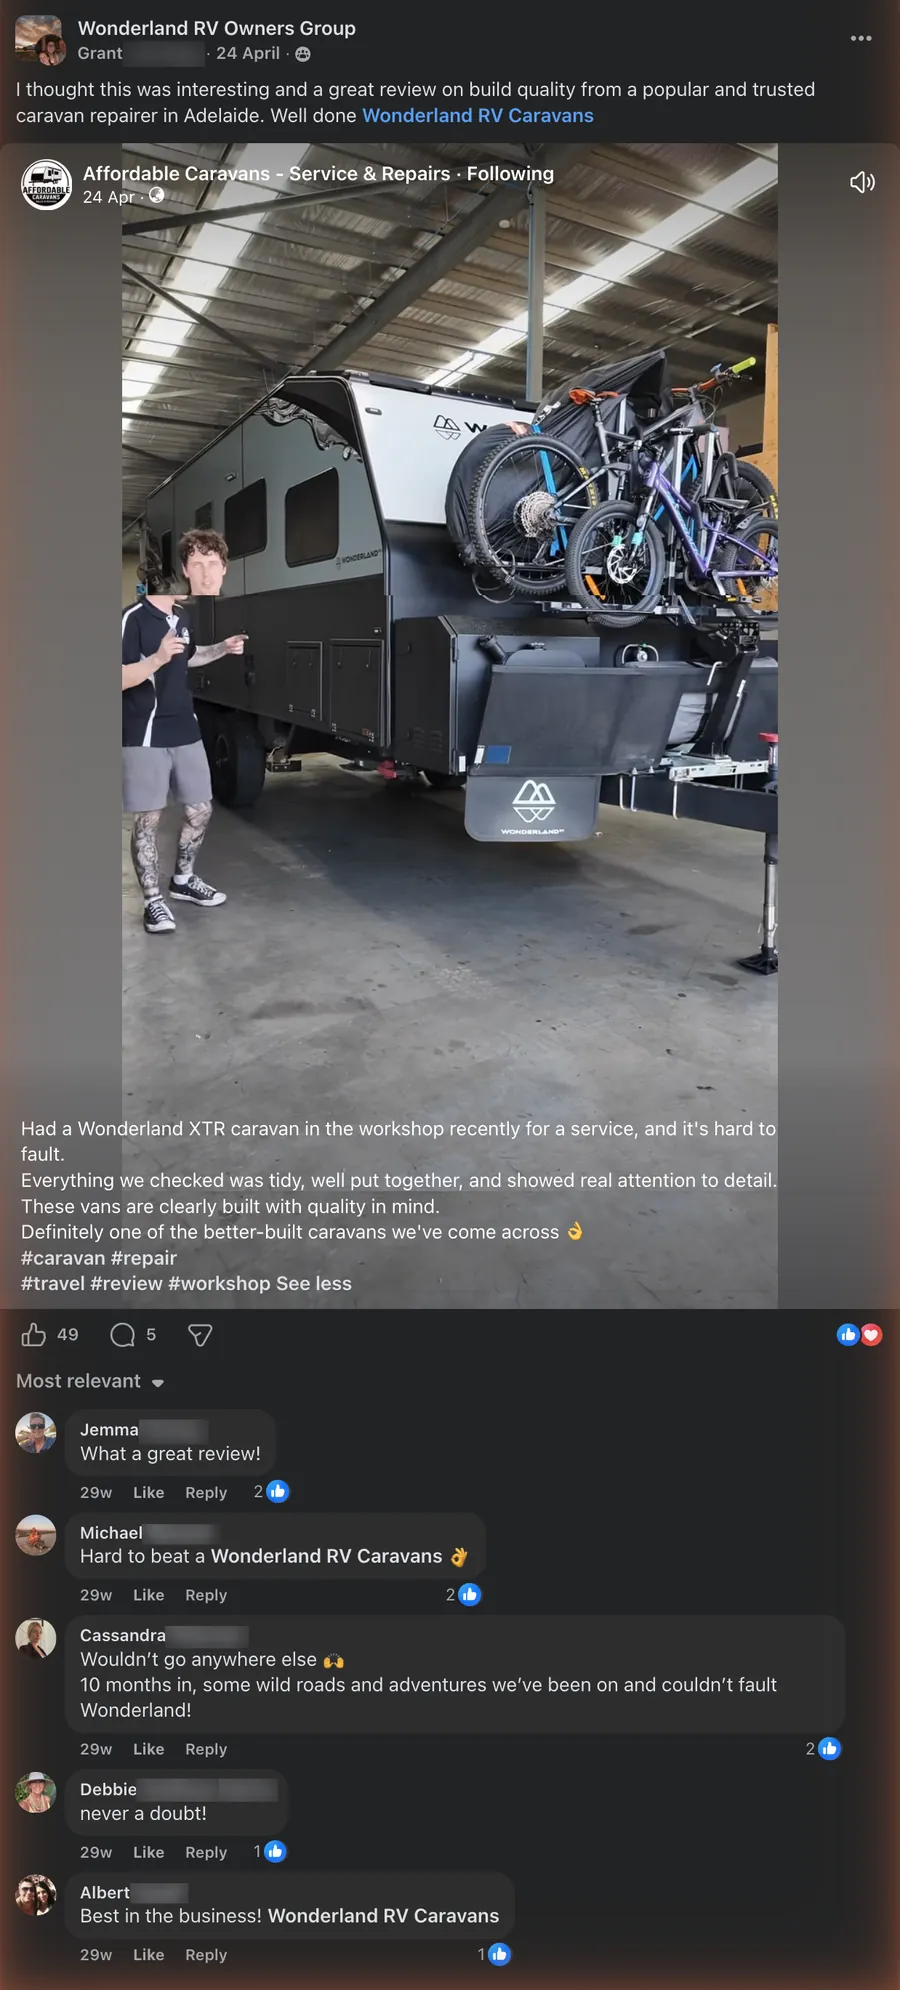 Wonderland RV Owners Group
Grant · 24 April ·
I thought this was interesting and a great review on build quality from a popular and trusted
caravan repairer in Adelaide. Well done Wonderland RV Caravans
Affordable Caravans - Service & Repairs · Following
24 Apr ·
AFFORDABLE
CARAVANS
W
WONDERLAND
WONDERLAND
Had a Wonderland XTR caravan in the workshop recently for a service, and it's hard to
fault.
Everything we checked was tidy, well put together, and showed real attention to detail.
These vans are clearly built with quality in mind.
Definitely one of the better-built caravans we've come across 👌
#caravan #repair
#travel #review #workshop See less
49 5
Most relevant
Jemma
What a great review!
29w Like Reply 2
Michael
Hard to beat a Wonderland RV Caravans 👌
29w Like Reply 2
Cassandra
Wouldn’t go anywhere else 🙌
10 months in, some wild roads and adventures we’ve been on and couldn’t fault
Wonderland!
29w Like Reply 2
Debbie
never a doubt!
29w Like Reply 1
Albert
Best in the business! Wonderland RV Caravans
29w Like Reply 1